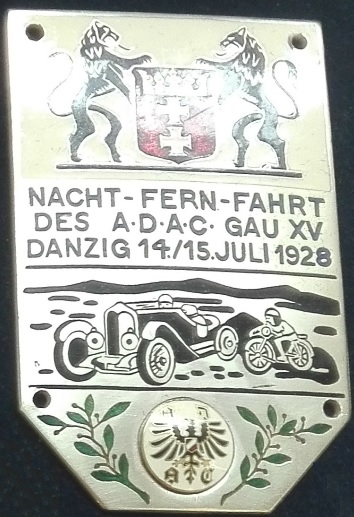 NACHT-FERN-FAHRT
DES A·D·A·C· GAU XV
DANZIG 14./15. JULI 1928
A D
A C